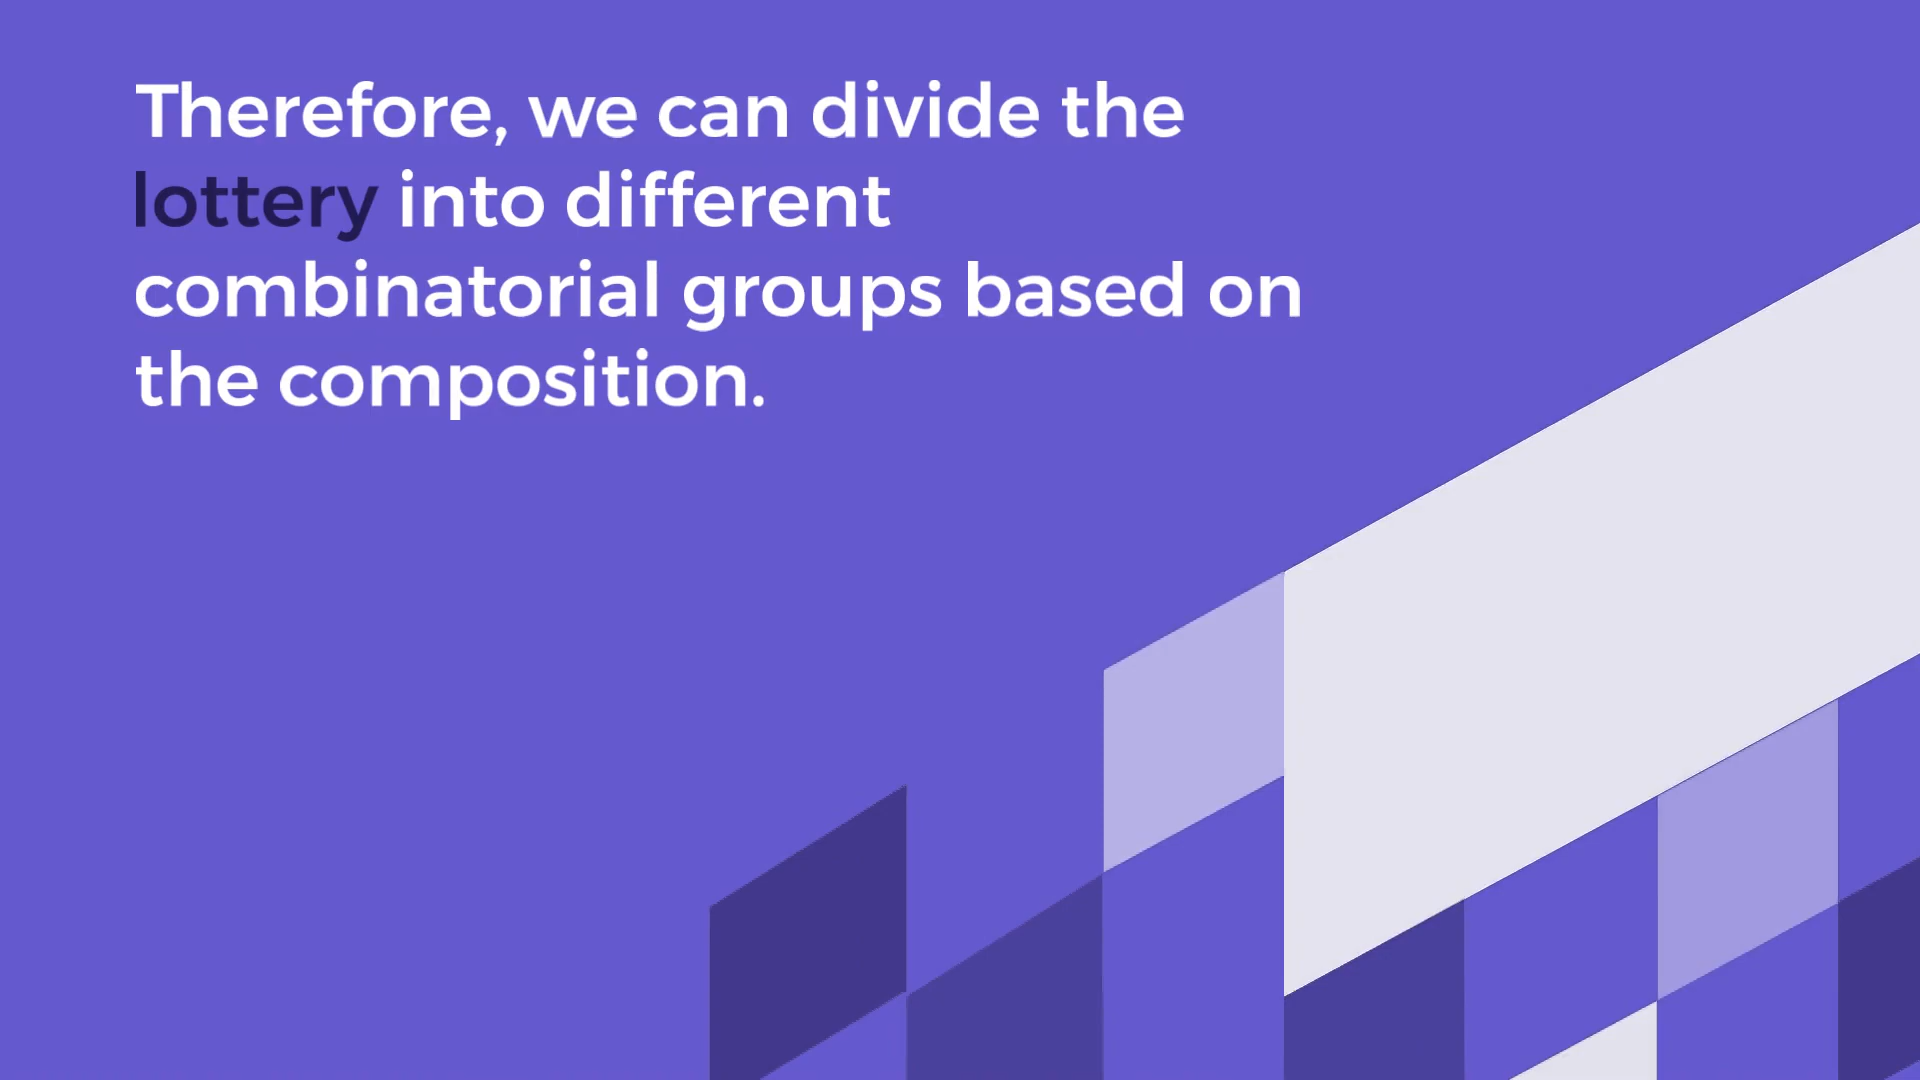 Therefore, we can divide the
lottery into different
combinatorial groups based on
the composition.